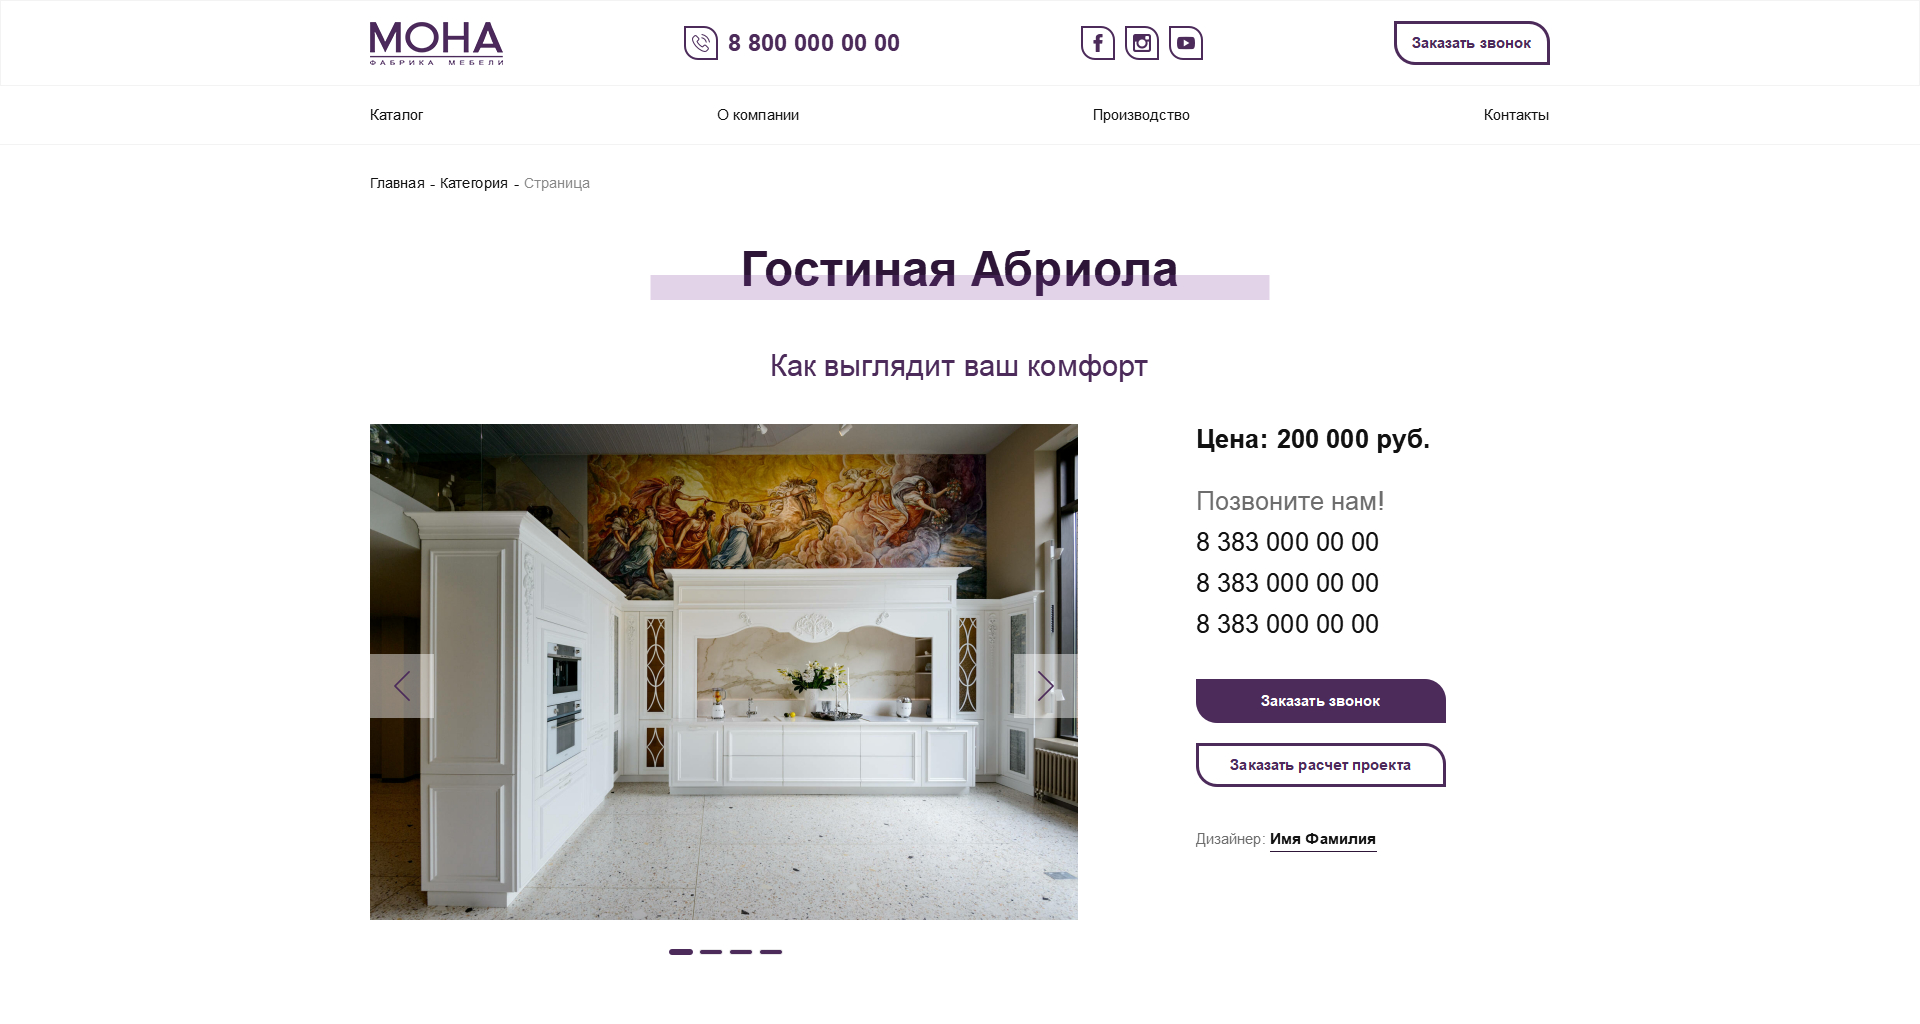 МОНА
ФАБРИКА МЕБЕЛИ
8 800 000 00 00
Заказать звонок
Каталог
О компании
Производство
Контакты
Главная - Категория - Страница
Гостиная Абриола
Как выглядит ваш комфорт
Цена: 200 000 руб.
Позвоните нам!
8 383 000 00 00
8 383 000 00 00
8 383 000 00 00
Заказать звонок
Заказать расчет проекта
Дизайнер: Имя Фамилия